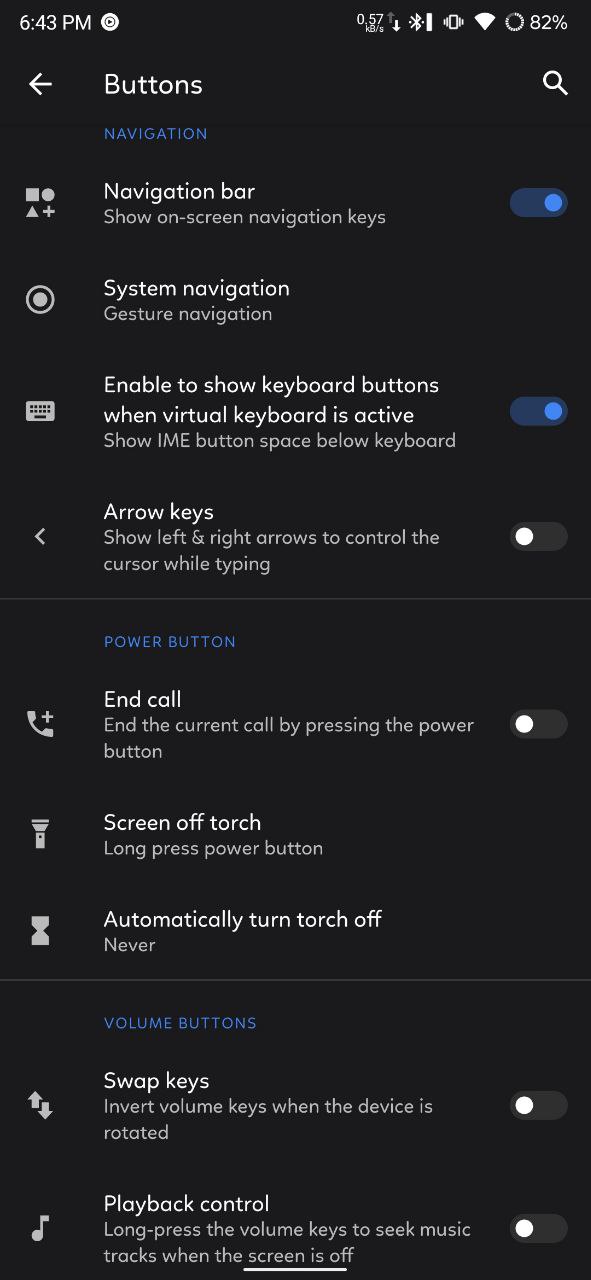 6:43 PM 0.57 kB/s 82%
Buttons
NAVIGATION
Navigation bar
Show on-screen navigation keys
System navigation
Gesture navigation
Enable to show keyboard buttons
when virtual keyboard is active
Show IME button space below keyboard
Arrow keys
Show left & right arrows to control the
cursor while typing
POWER BUTTON
End call
End the current call by pressing the power
button
Screen off torch
Long press power button
Automatically turn torch off
Never
VOLUME BUTTONS
Swap keys
Invert volume keys when the device is
rotated
Playback control
Long-press the volume keys to seek music
tracks when the screen is off